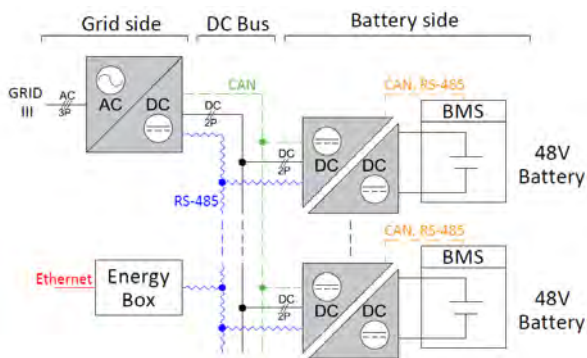 Grid side
DC Bus
Battery side
GRID
III
AC
3P
AC
DC
DC
2P
CAN
CAN, RS-485
BMS
DC
2P
DC
DC
48V
Battery
RS-485
Ethernet
Energy
Box
CAN, RS-485
BMS
DC
2P
DC
DC
48V
Battery